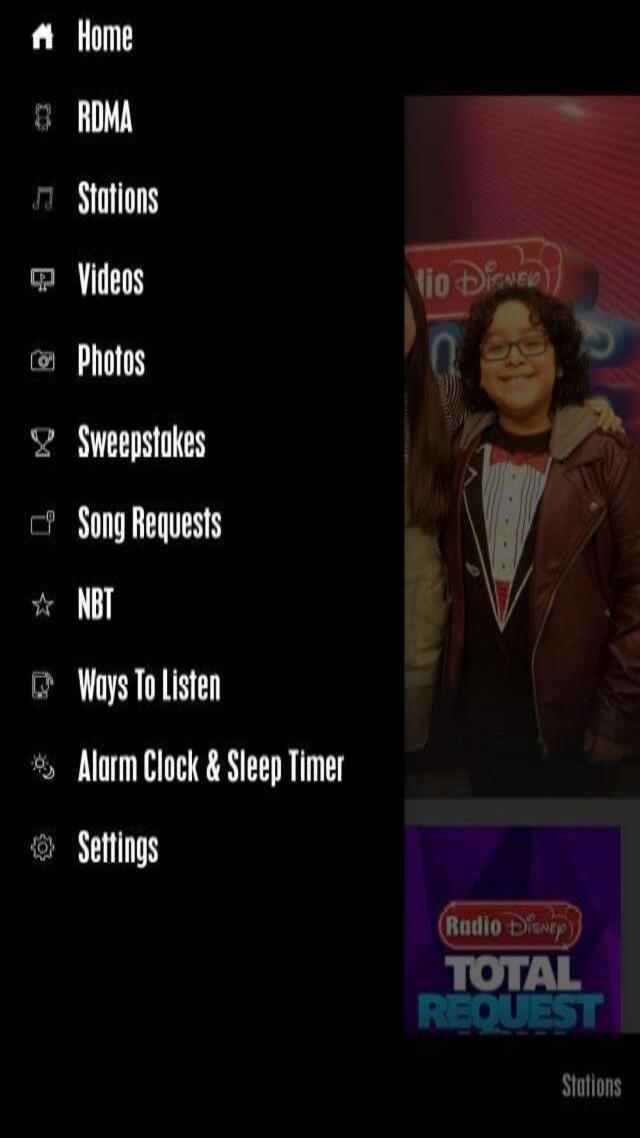 Home
RDMA
Stations
Videos
Photos
Sweepstakes
Song Requests
NBT
Ways To Listen
Alarm Clock & Sleep Timer
Settings
dio Disney
Radio Disney
TOTAL
REQUEST
Stations